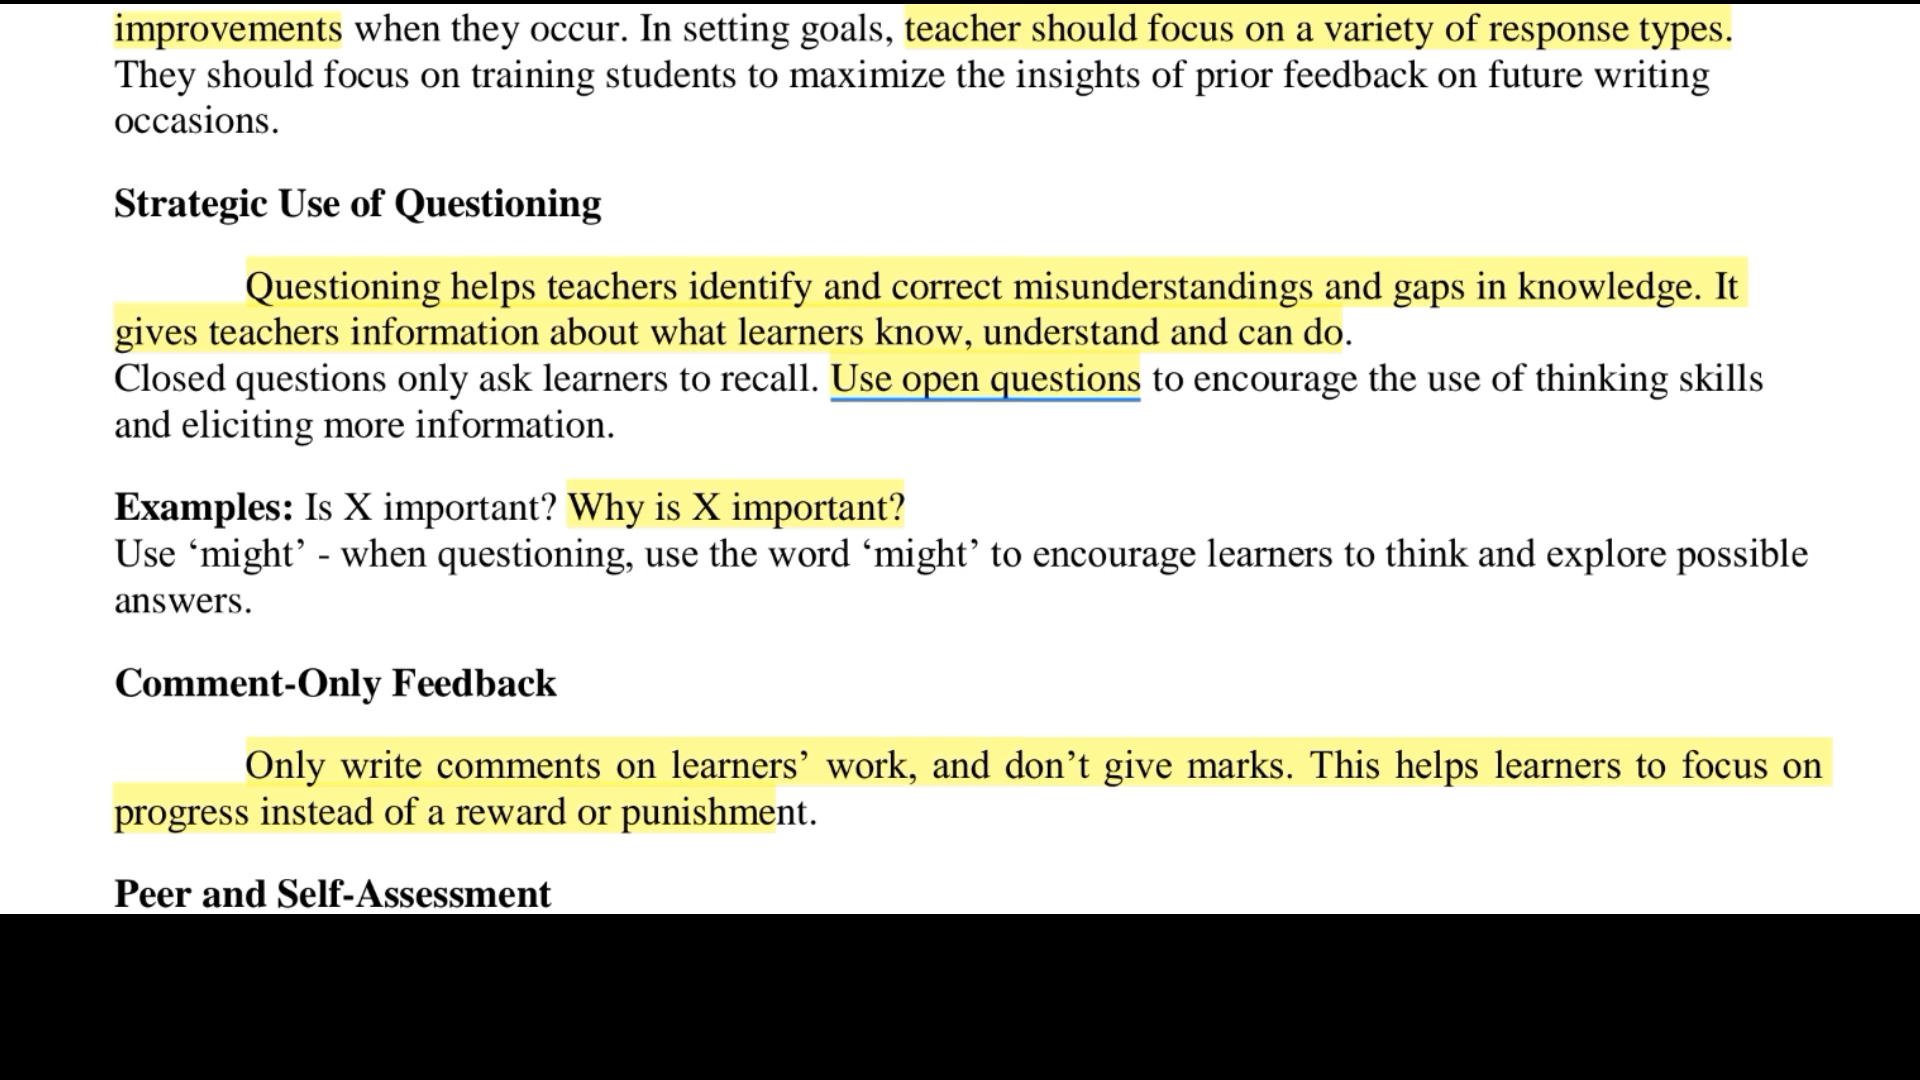 improvements when they occur. In setting goals, teacher should focus on a variety of response types.
They should focus on training students to maximize the insights of prior feedback on future writing
occasions.
Strategic Use of Questioning
Questioning helps teachers identify and correct misunderstandings and gaps in knowledge. It
gives teachers information about what learners know, understand and can do.
Closed questions only ask learners to recall. Use open questions to encourage the use of thinking skills
and eliciting more information.
Examples: Is X important? Why is X important?
Use ‘might’ - when questioning, use the word ‘might’ to encourage learners to think and explore possible
answers.
Comment-Only Feedback
Only write comments on learners’ work, and don’t give marks. This helps learners to focus on
progress instead of a reward or punishment.
Peer and Self-Assessment